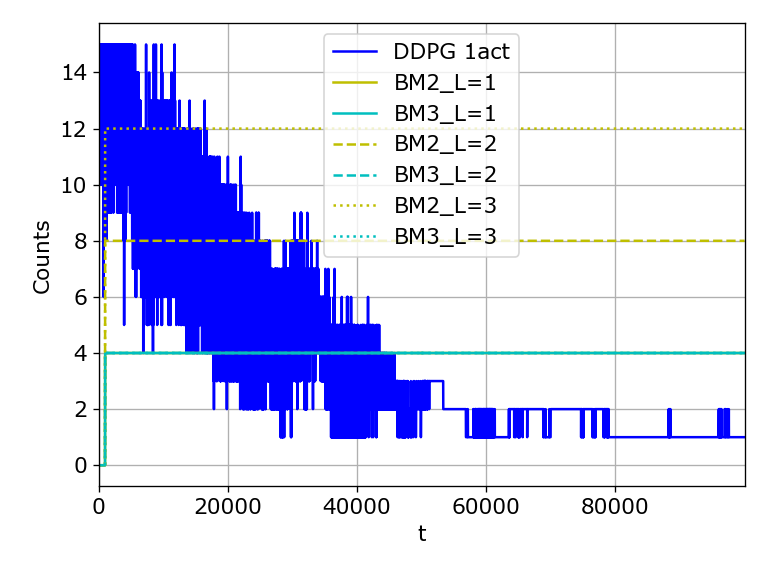 DDPG 1act
BM2_L=1
BM3_L=1
BM2_L=2
BM3_L=2
BM2_L=3
BM3_L=3
Counts
14
12
10
8
6
4
2
0
0 20000 40000 60000 80000
t